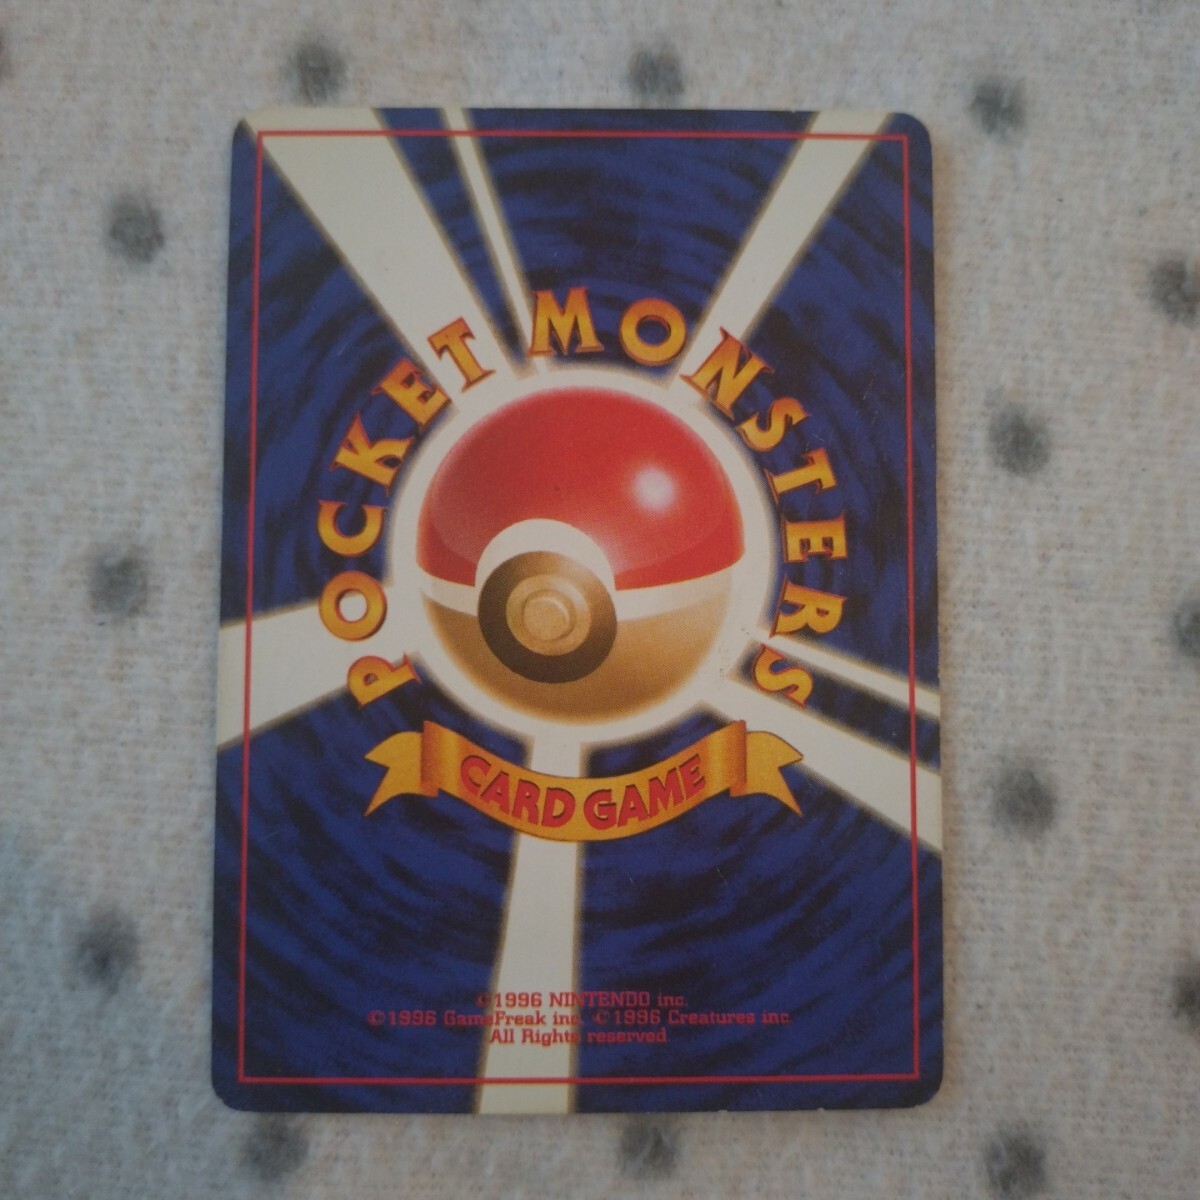 POCKET MONSTERS
CARD GAME
©1996 NINTENDO inc.
©1996 GameFreak inc. ©1996 Creatures inc.
All Rights reserved.